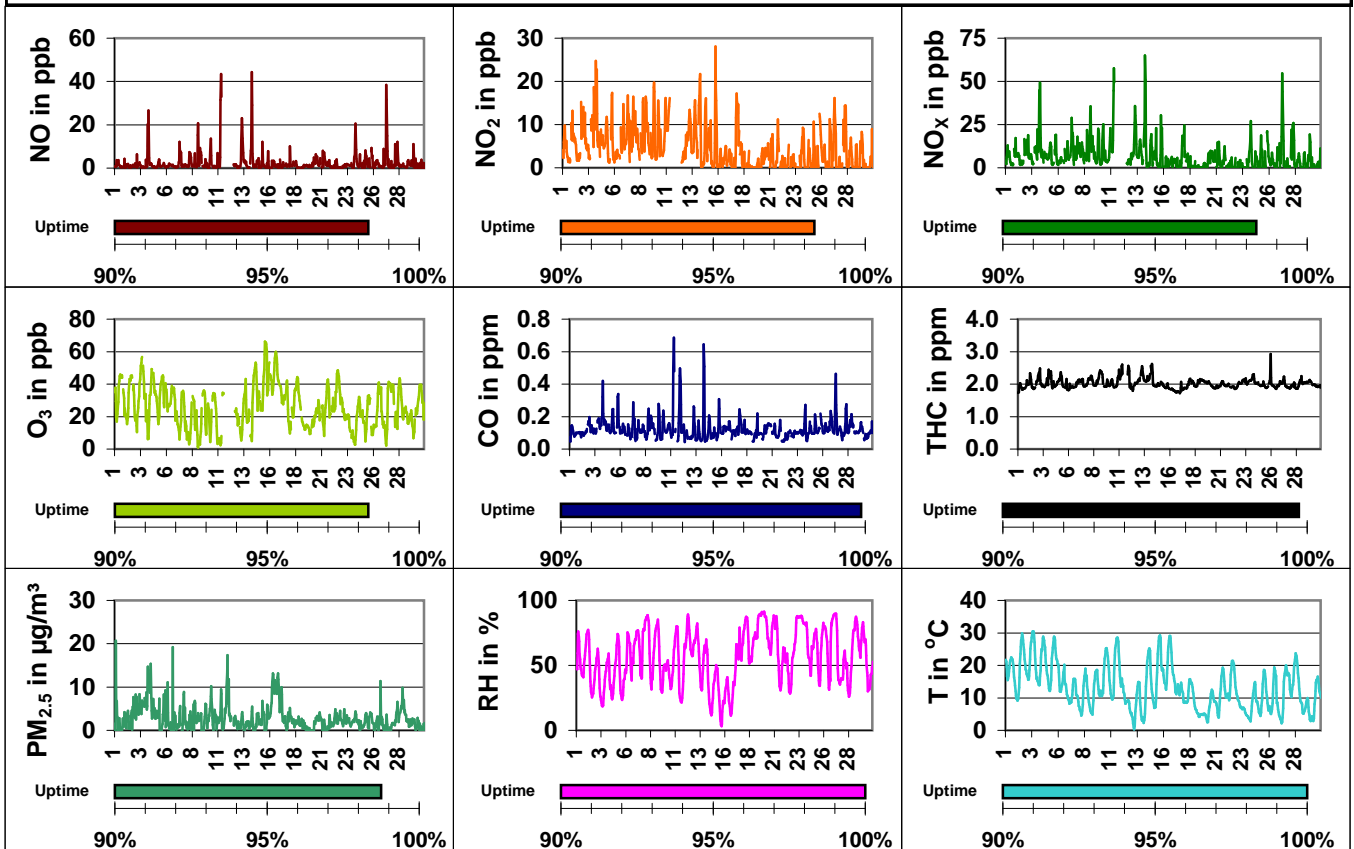 NO in ppb
60
40
20
0
1 3 6 8 11 13 16 18 21 23 26 28
Uptime
90% 95% 100%
NO₂ in ppb
30
20
10
0
1 3 6 8 11 13 16 18 21 23 26 28
Uptime
90% 95% 100%
NOX in ppb
75
50
25
0
1 3 6 8 11 13 16 18 21 23 26 28
Uptime
90% 95% 100%
O₃ in ppb
80
60
40
20
0
1 3 6 8 11 13 16 18 21 23 26 28
Uptime
90% 95% 100%
CO in ppm
0.8
0.6
0.4
0.2
0.0
1 3 6 8 11 13 16 18 21 23 26 28
Uptime
90% 95% 100%
THC in ppm
4.0
3.0
2.0
1.0
0.0
1 3 6 8 11 13 16 18 21 23 26 28
Uptime
90% 95% 100%
PM₂.₅ in µg/m³
30
20
10
0
1 3 6 8 11 13 16 18 21 23 26 28
Uptime
90% 95% 100%
RH in %
100
50
0
1 3 6 8 11 13 16 18 21 23 26 28
Uptime
90% 95% 100%
T in °C
40
30
20
10
0
1 3 6 8 11 13 16 18 21 23 26 28
Uptime
90% 95% 100%